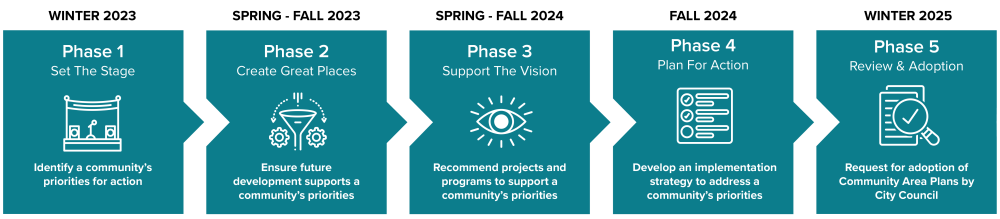 WINTER 2023
Phase 1
Set The Stage
Identify a community's
priorities for action
SPRING - FALL 2023
Phase 2
Create Great Places
Ensure future
development supports a
community's priorities
SPRING - FALL 2024
Phase 3
Support The Vision
Recommend projects and
programs to support a
community's priorities
FALL 2024
Phase 4
Plan For Action
Develop an implementation
strategy to address a
community's priorities
WINTER 2025
Phase 5
Review & Adoption
Request for adoption of
Community Area Plans by
City Council